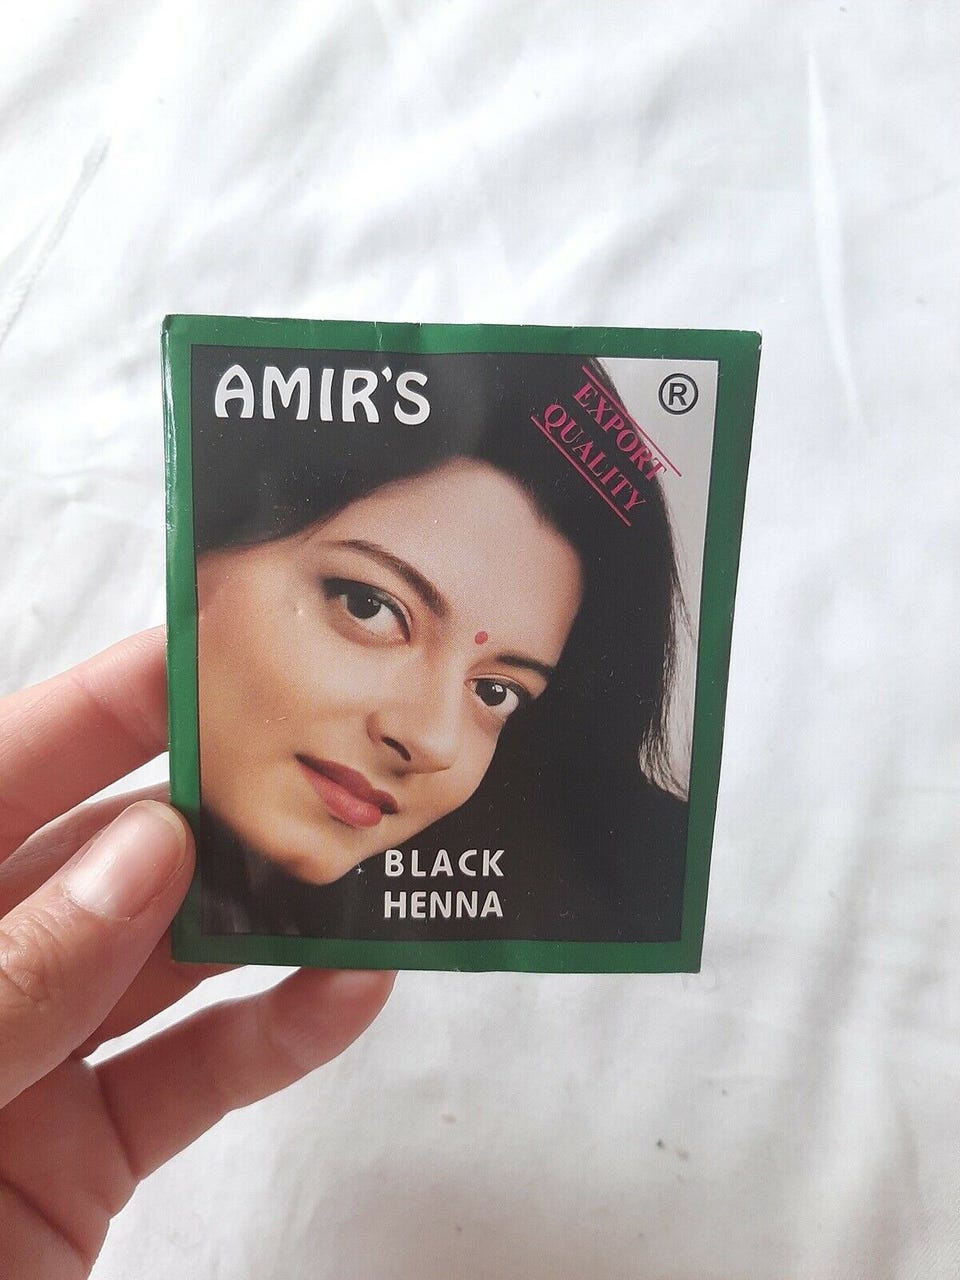 AMIR'S
EXPORT
QUALITY
®
BLACK
HENNA